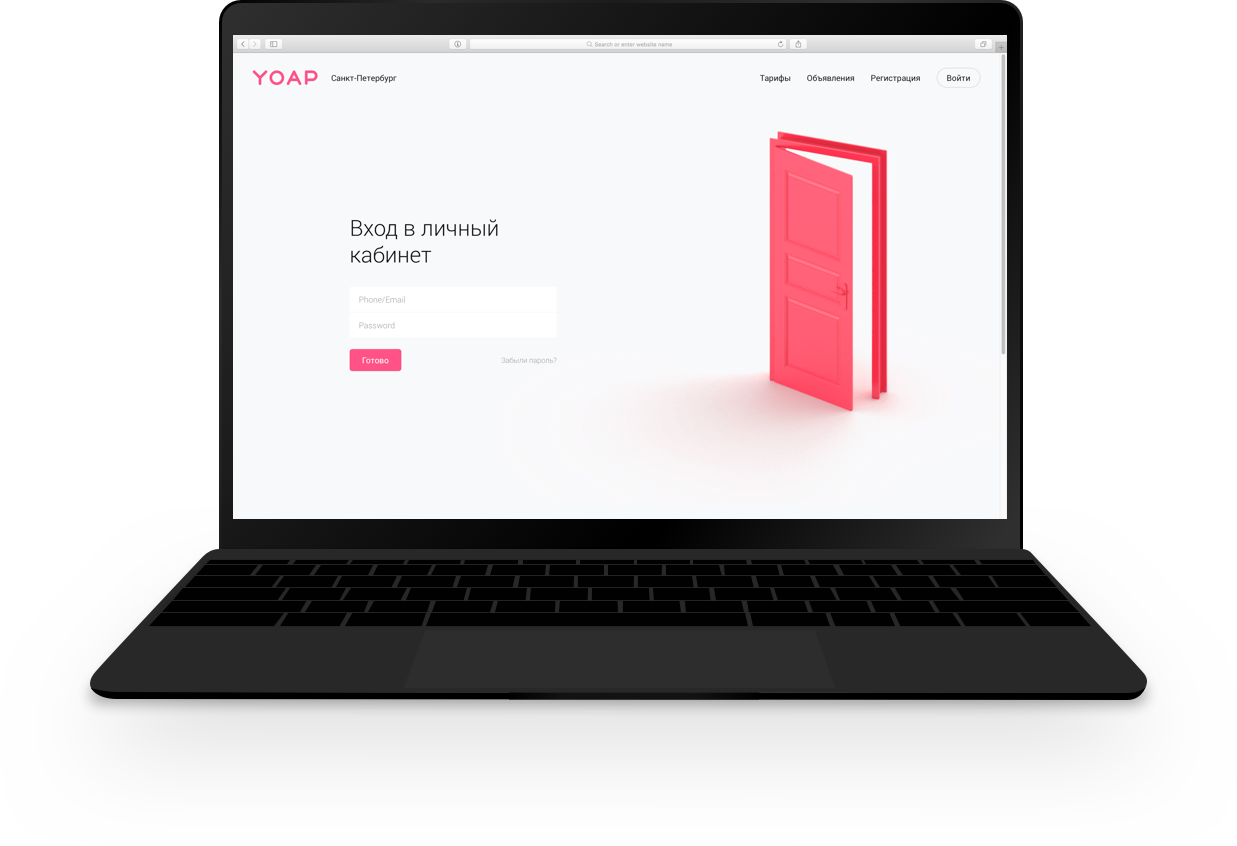 Search or enter website name
YOAP
Санкт-Петербург
Тарифы
Объявления
Регистрация
Войти
Вход в личный
кабинет
Phone/Email
Password
Готово
Забыли пароль?